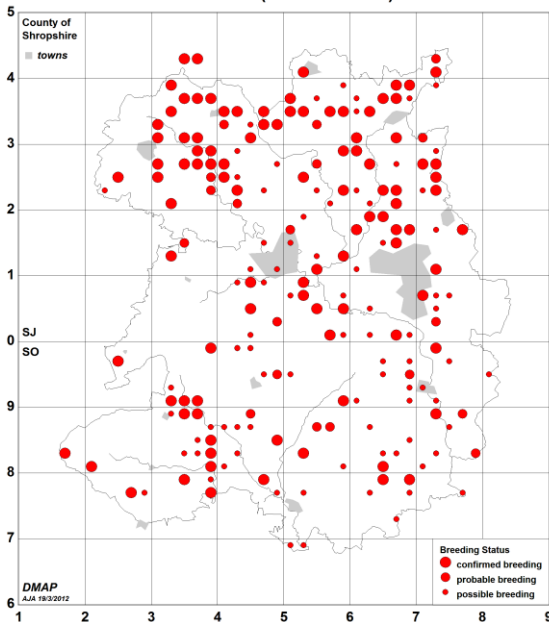 County of
Shropshire
towns
5
4
3
2
1
SJ
0
SO
9
8
7
6
1 2 3 4 5 6 7 8 9
Breeding Status
confirmed breeding
probable breeding
possible breeding
DMAP
AJA 19/3/2012